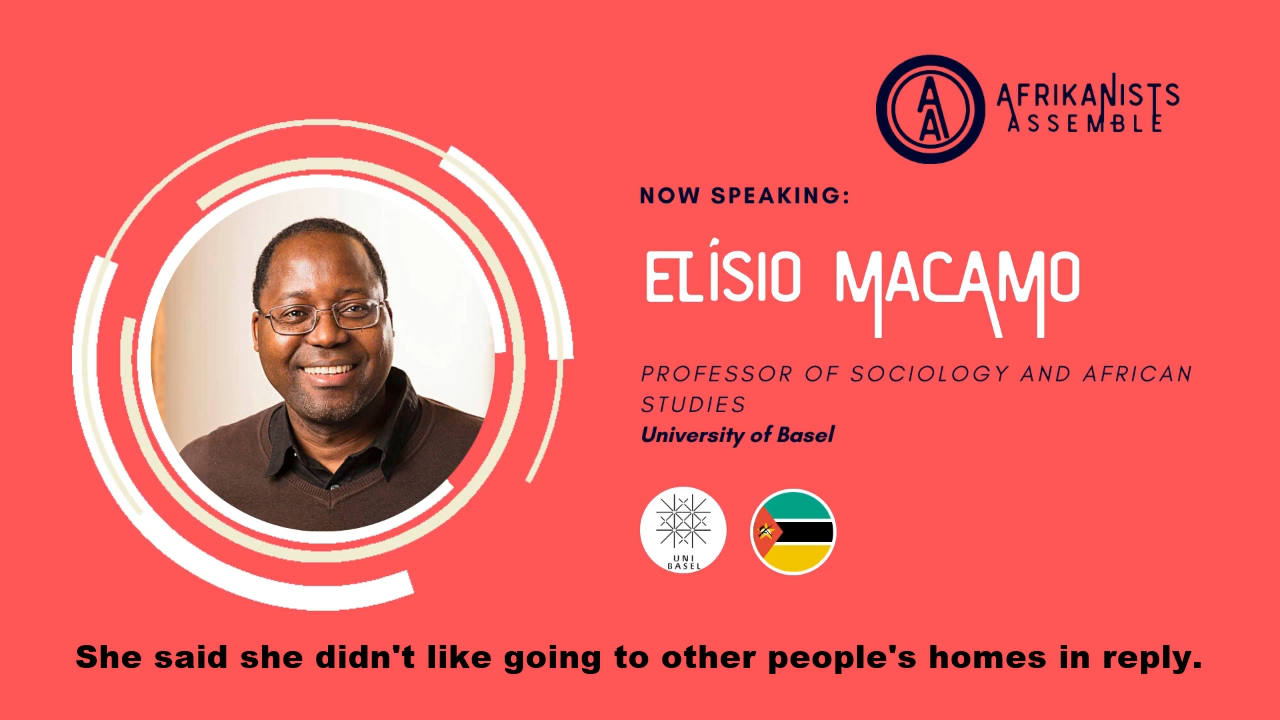 AFRIKANISTS
ASSEMBLE
NOW SPEAKING:
ELÍSIO MACAMO
PROFESSOR OF SOCIOLOGY AND AFRICAN
STUDIES
University of Basel
UNI
BASEL
She said she didn't like going to other people's homes in reply.